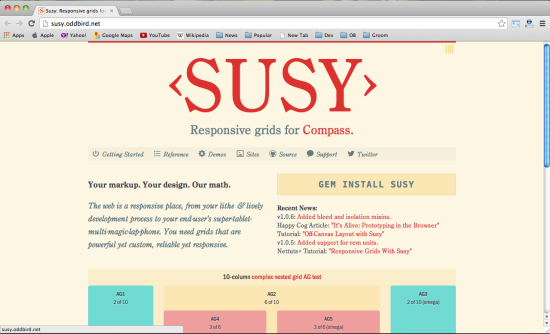 Susy: Responsive grids for
susy.oddbird.net
Apps Apple Yahoo! Google Maps YouTube Wikipedia News Popular New Tab Dev OB Groom
‹SUSY›
Responsive grids for Compass.
Getting Started Reference Demos Sites Source Support Twitter
Your markup. Your design. Our math.
The web is a responsive place, from your lithe & lively
development process to your end-user's super-tablet-
multi-magic-lap-phone. You need grids that are
powerful yet custom, reliable yet responsive.
GEM INSTALL SUSY
Recent News:
v1.0.6: Added bleed and isolation mixins.
Happy Cog Article: "It's Alive: Prototyping in the Browser"
Tutorial: "Off-Canvas Layout with Susy"
v1.0.5: Added support for rem units.
Nettuts+ Tutorial: "Responsive Grids With Susy"
10-column complex nested grid AG test
AG1
2 of 10
AG2
6 of 10
AG3
2 of 10 (omega)
AG4
3 of 6
AG5
3 of 6 (omega)
susy.oddbird.net